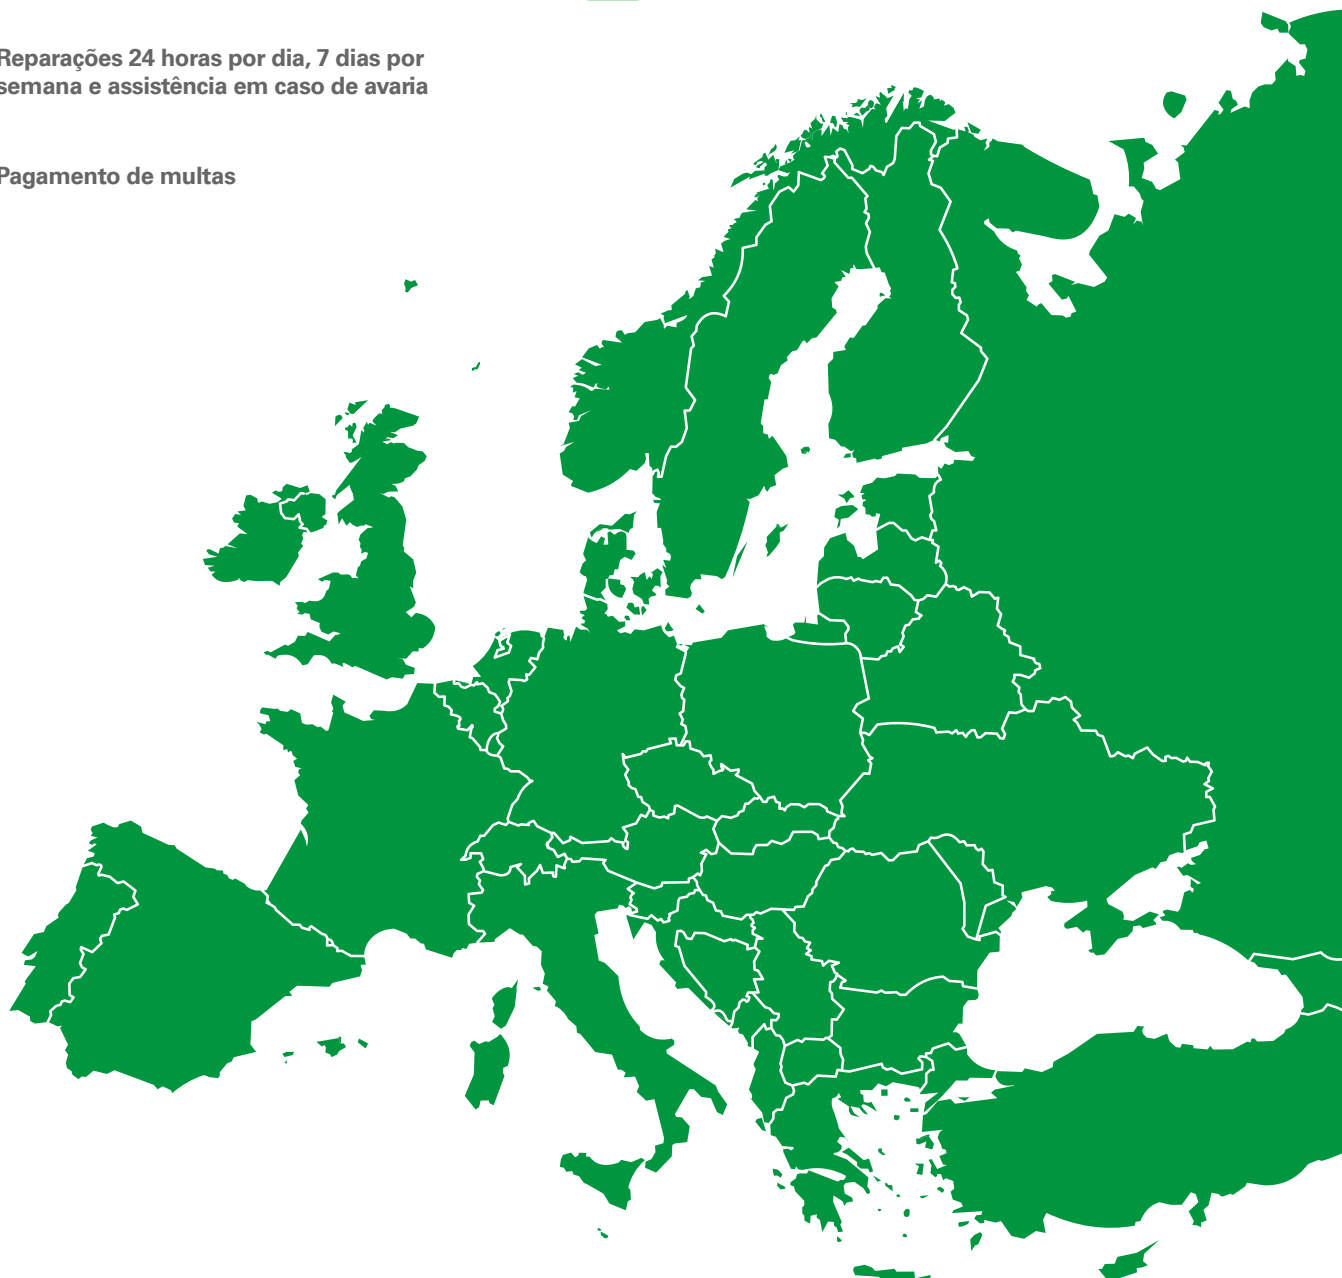 Reparações 24 horas por dia, 7 dias por
semana e assistência em caso de avaria
Pagamento de multas